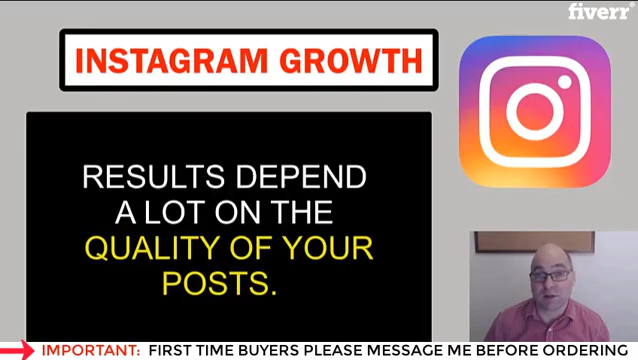 fiverr
INSTAGRAM GROWTH
RESULTS DEPEND
A LOT ON THE
QUALITY OF YOUR
POSTS.
IMPORTANT: FIRST TIME BUYERS PLEASE MESSAGE ME BEFORE ORDERING